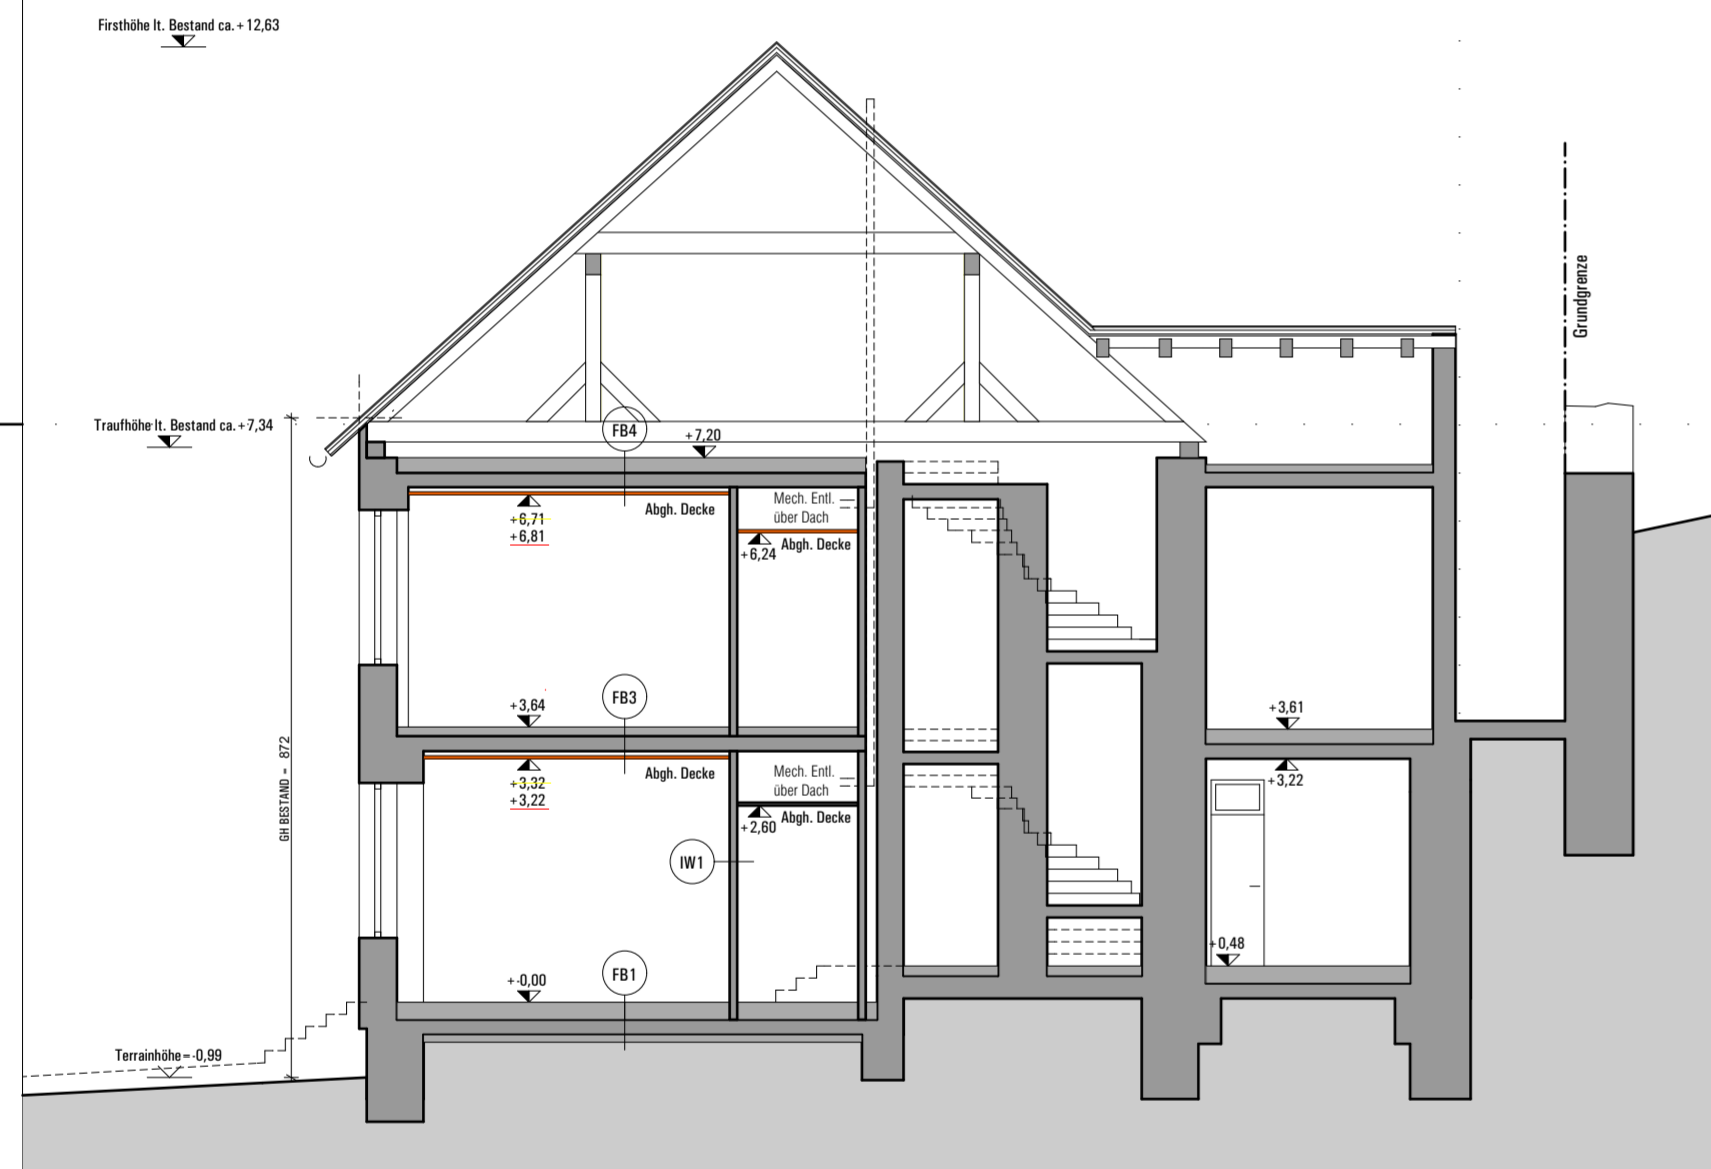 Firsthöhe lt. Bestand ca. + 12,63
Grundgrenze
Traufhöhe lt. Bestand ca. +7,34
FB4
+7,20
Mech. Entl.
über Dach
Abgh. Decke
+6,71
+6,81
Abgh. Decke
+6,24
FB3
+3,64
+3,61
GH BESTAND = 872
Mech. Entl.
über Dach
Abgh. Decke
+3,32
+3,22
+3,22
Abgh. Decke
+2,60
IW1
+0,48
FB1
+-0,00
Terrainhöhe = -0,99